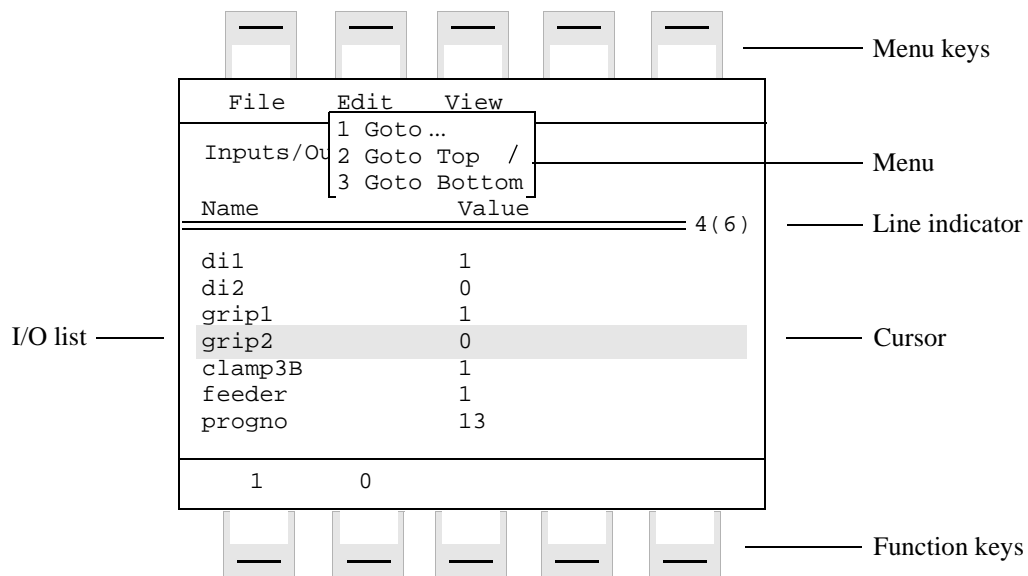 Menu keys
File Edit View
1 Goto ...
Inputs/Ou 2 Goto Top /
Menu
3 Goto Bottom
Name Value
4(6)
Line indicator
di1 1
di2 0
grip1 1
I/O list
grip2 0
Cursor
clamp3B 1
feeder 1
progno 13
1 0
Function keys